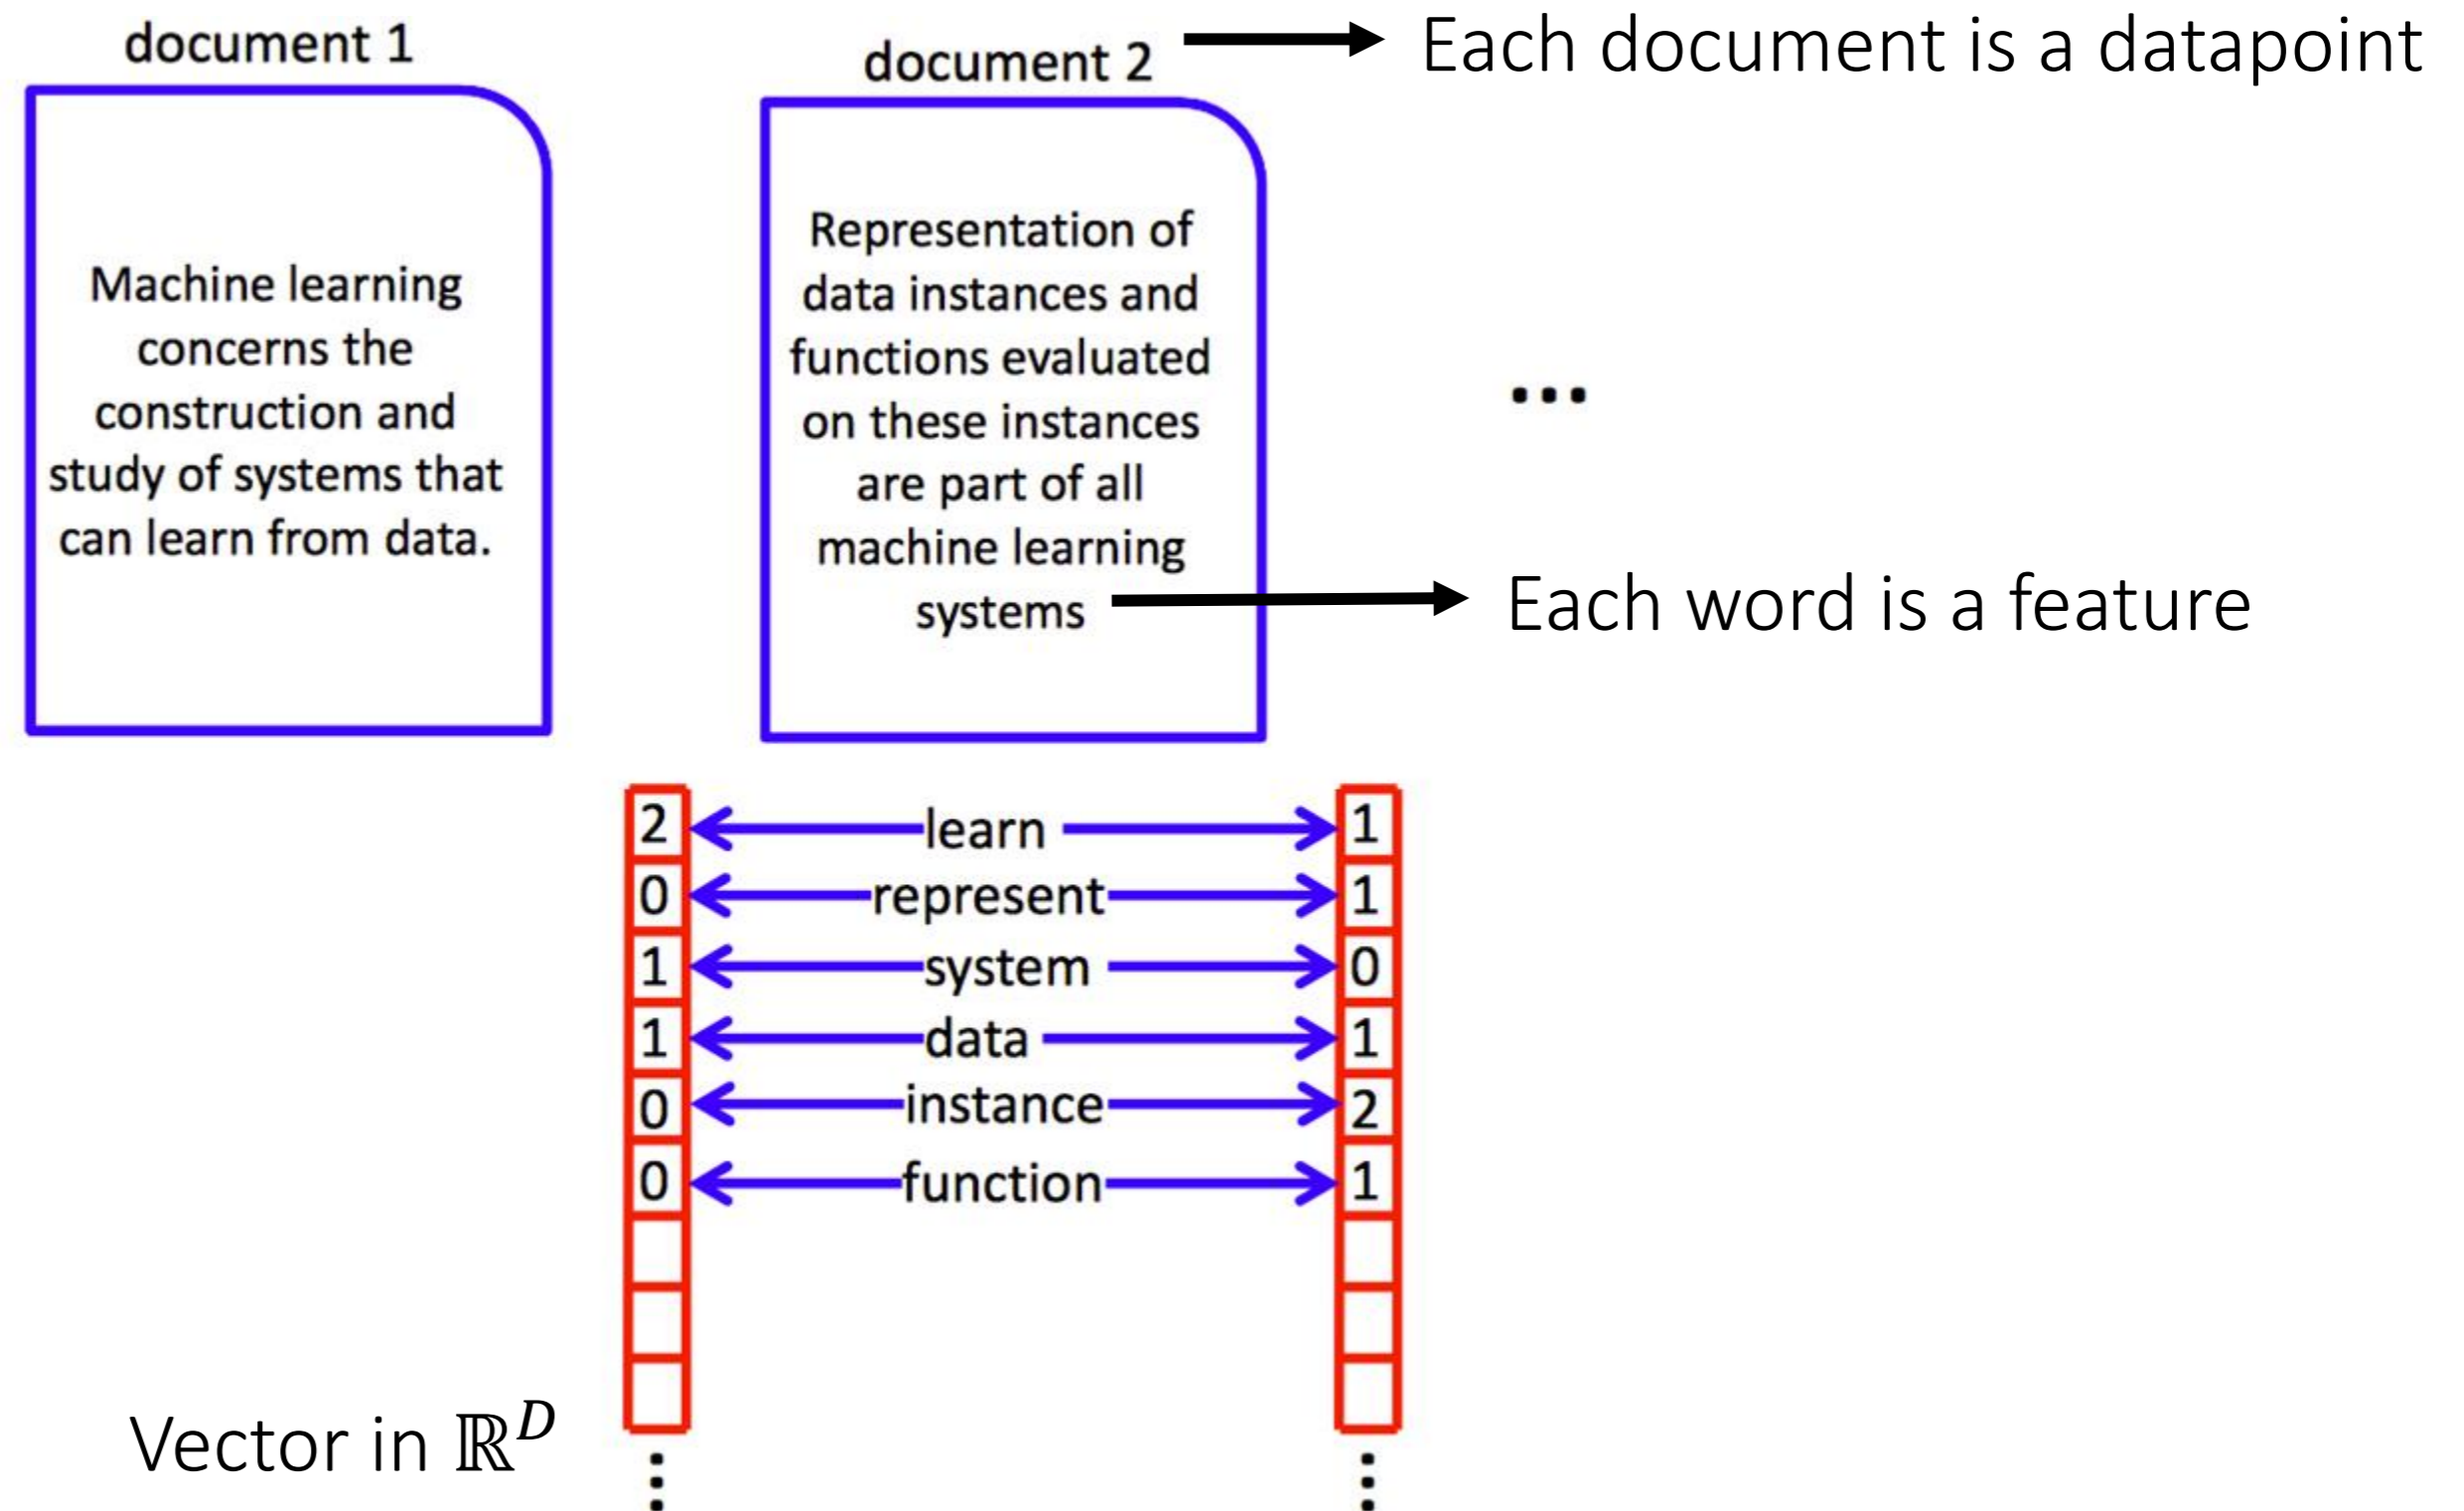 document 1
Machine learning
concerns the
construction and
study of systems that
can learn from data.
document 2
Each document is a datapoint
Representation of
data instances and
functions evaluated
on these instances
are part of all
machine learning
systems
...
Each word is a feature
2 learn 1
0 represent 1
1 system 0
1 data 1
0 instance 2
0 function 1
Vector in ℝ^D